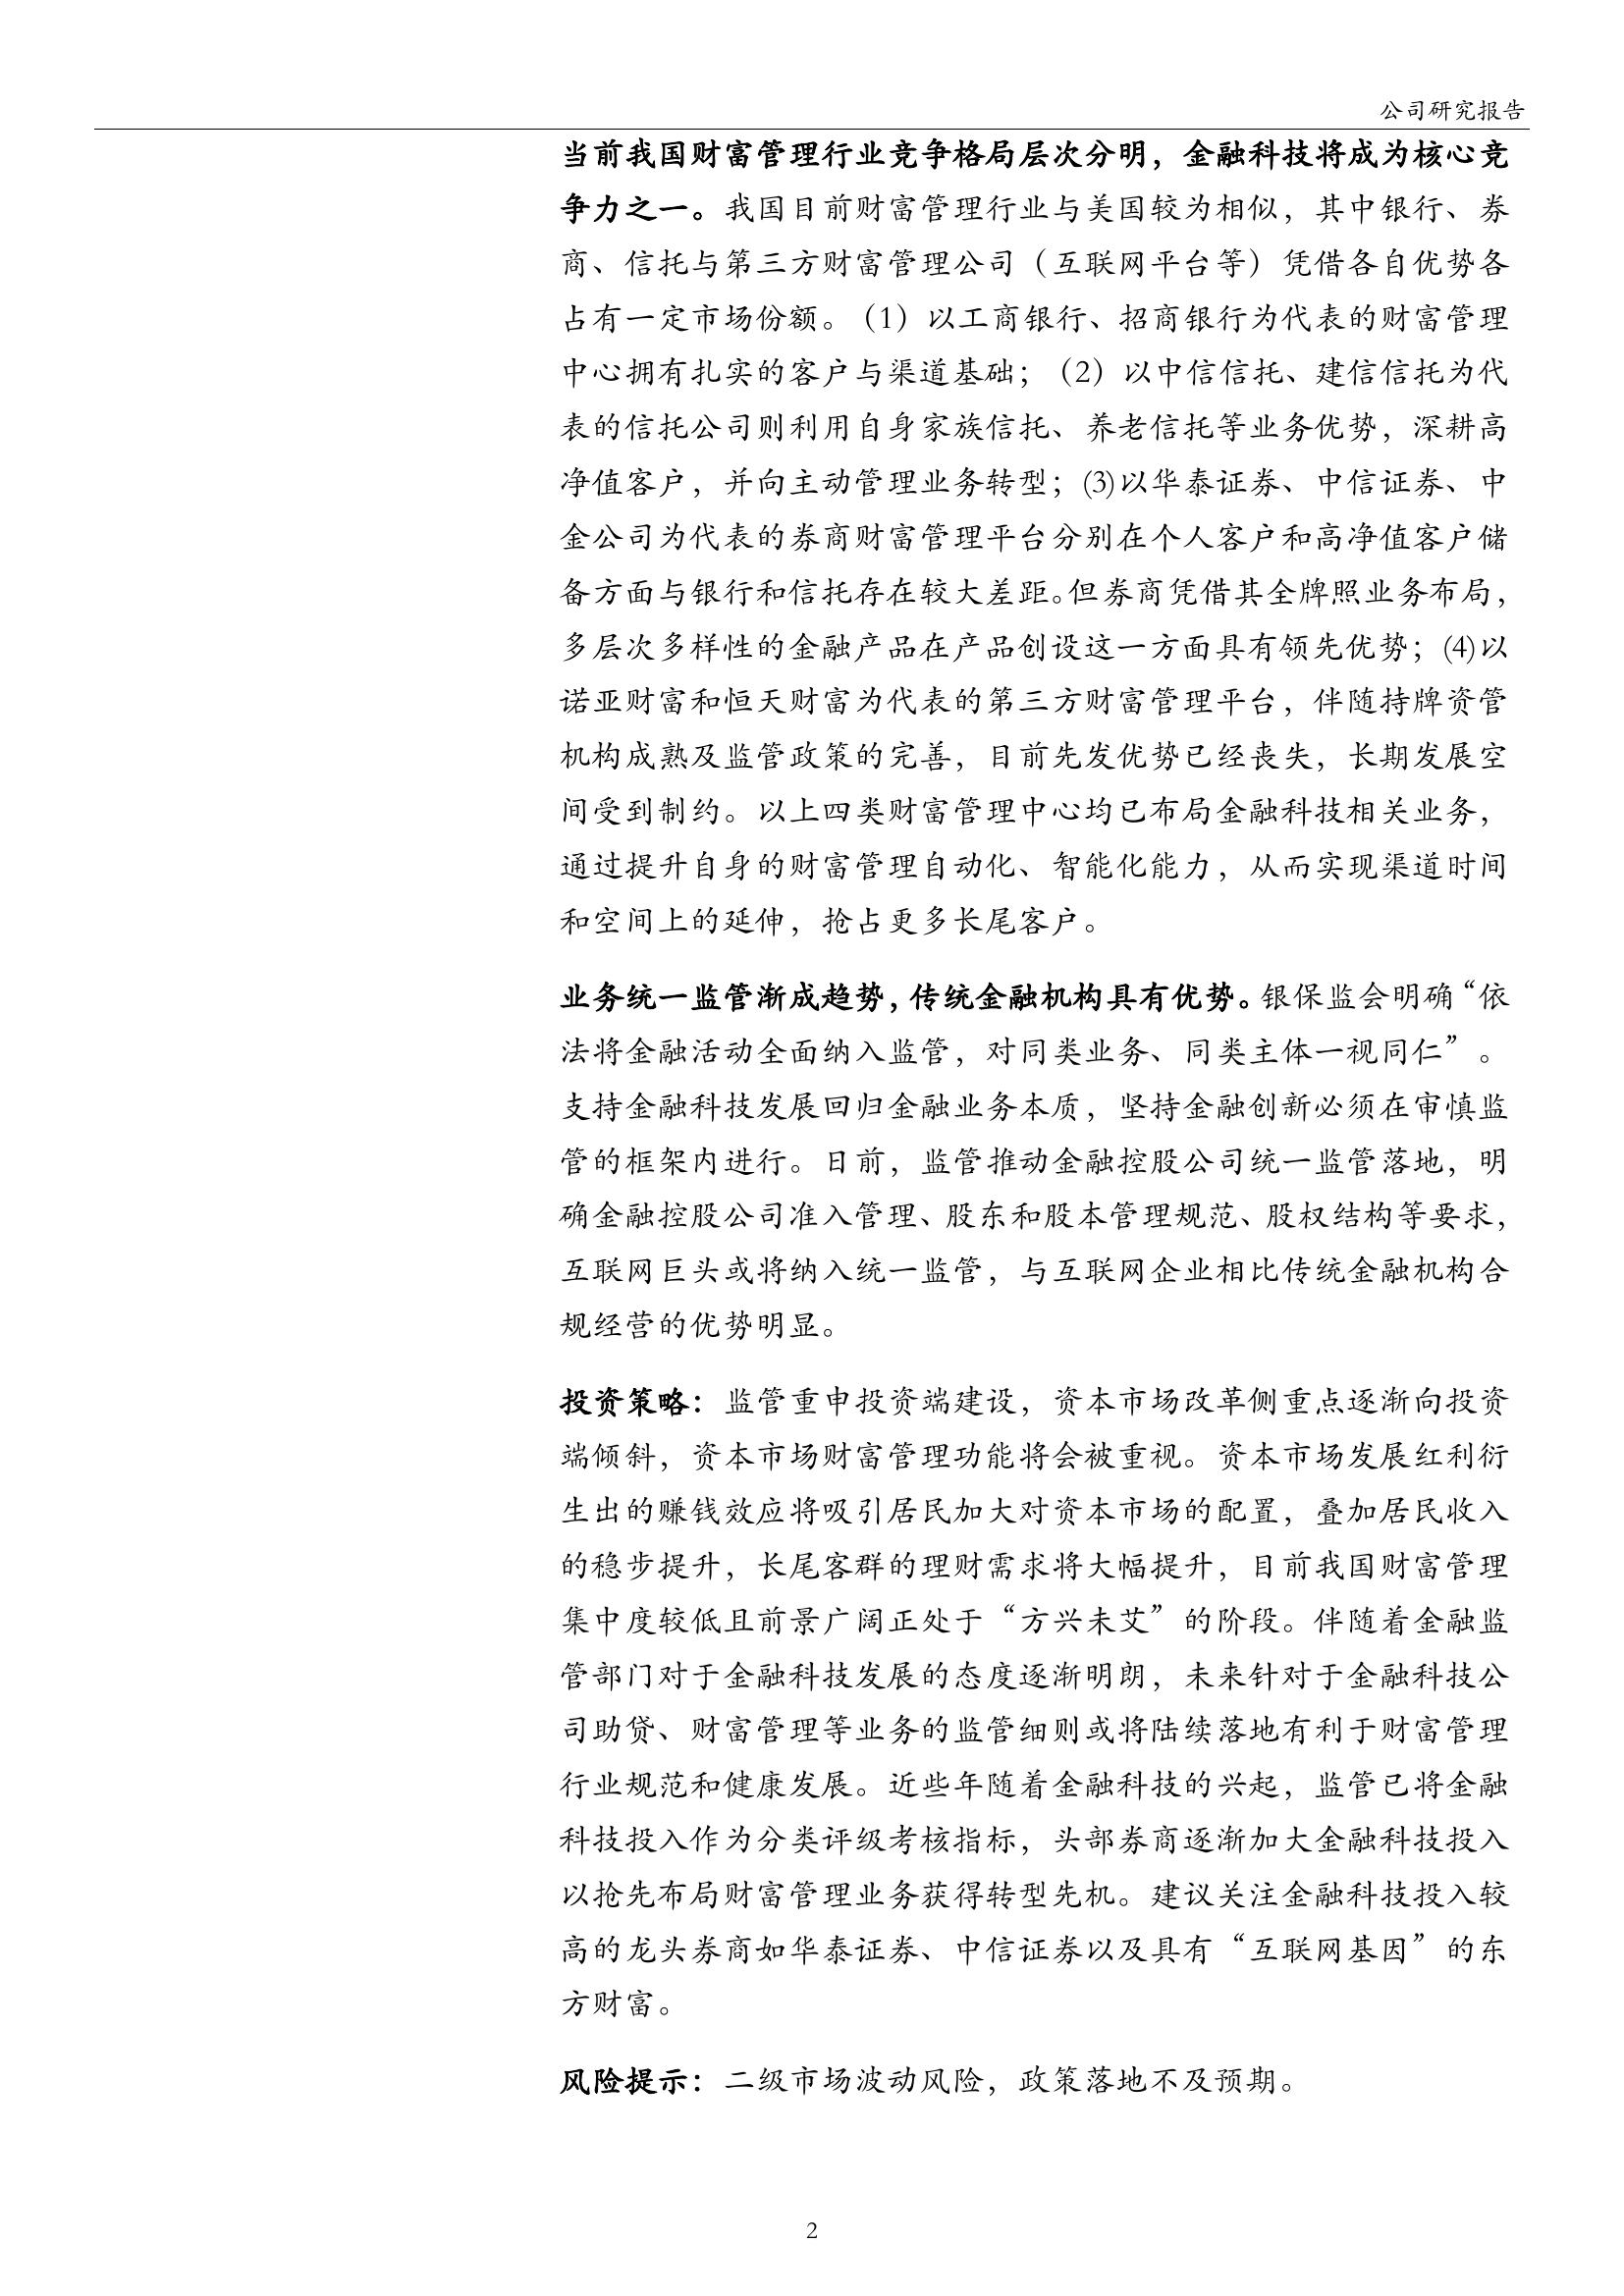 公司研究报告
当前我国财富管理行业竞争格局层次分明，金融科技将成为核心竞
争力之一。我国目前财富管理行业与美国较为相似，其中银行、券
商、信托与第三方财富管理公司（互联网平台等）凭借各自优势各
占有一定市场份额。（1）以工商银行、招商银行为代表的财富管理
中心拥有扎实的客户与渠道基础；（2）以中信信托、建信信托为代
表的信托公司则利用自身家族信托、养老信托等业务优势，深耕高
净值客户，并向主动管理业务转型；(3)以华泰证券、中信证券、中
金公司为代表的券商财富管理平台分别在个人客户和高净值客户储
备方面与银行和信托存在较大差距。但券商凭借其全牌照业务布局，
多层次多样性的金融产品在产品创设这一方面具有领先优势；(4)以
诺亚财富和恒天财富为代表的第三方财富管理平台，伴随持牌资管
机构成熟及监管政策的完善，目前先发优势已经丧失，长期发展空
间受到制约。以上四类财富管理中心均已布局金融科技相关业务，
通过提升自身的财富管理自动化、智能化能力，从而实现渠道时间
和空间上的延伸，抢占更多长尾客户。
业务统一监管渐成趋势，传统金融机构具有优势。银保监会明确“依
法将金融活动全面纳入监管，对同类业务、同类主体一视同仁”。
支持金融科技发展回归金融业务本质，坚持金融创新必须在审慎监
管的框架内进行。日前，监管推动金融控股公司统一监管落地，明
确金融控股公司准入管理、股东和股本管理规范、股权结构等要求，
互联网巨头或将纳入统一监管，与互联网企业相比传统金融机构合
规经营的优势明显。
投资策略：监管重申投资端建设，资本市场改革侧重点逐渐向投资
端倾斜，资本市场财富管理功能将会被重视。资本市场发展红利衍
生出的赚钱效应将吸引居民加大对资本市场的配置，叠加居民收入
的稳步提升，长尾客群的理财需求将大幅提升，目前我国财富管理
集中度较低且前景广阔正处于“方兴未艾”的阶段。伴随着金融监
管部门对于金融科技发展的态度逐渐明朗，未来针对于金融科技公
司助贷、财富管理等业务的监管细则或将陆续落地有利于财富管理
行业规范和健康发展。近些年随着金融科技的兴起，监管已将金融
科技投入作为分类评级考核指标，头部券商逐渐加大金融科技投入
以抢先布局财富管理业务获得转型先机。建议关注金融科技投入较
高的龙头券商如华泰证券、中信证券以及具有“互联网基因”的东
方财富。
风险提示：二级市场波动风险，政策落地不及预期。
2